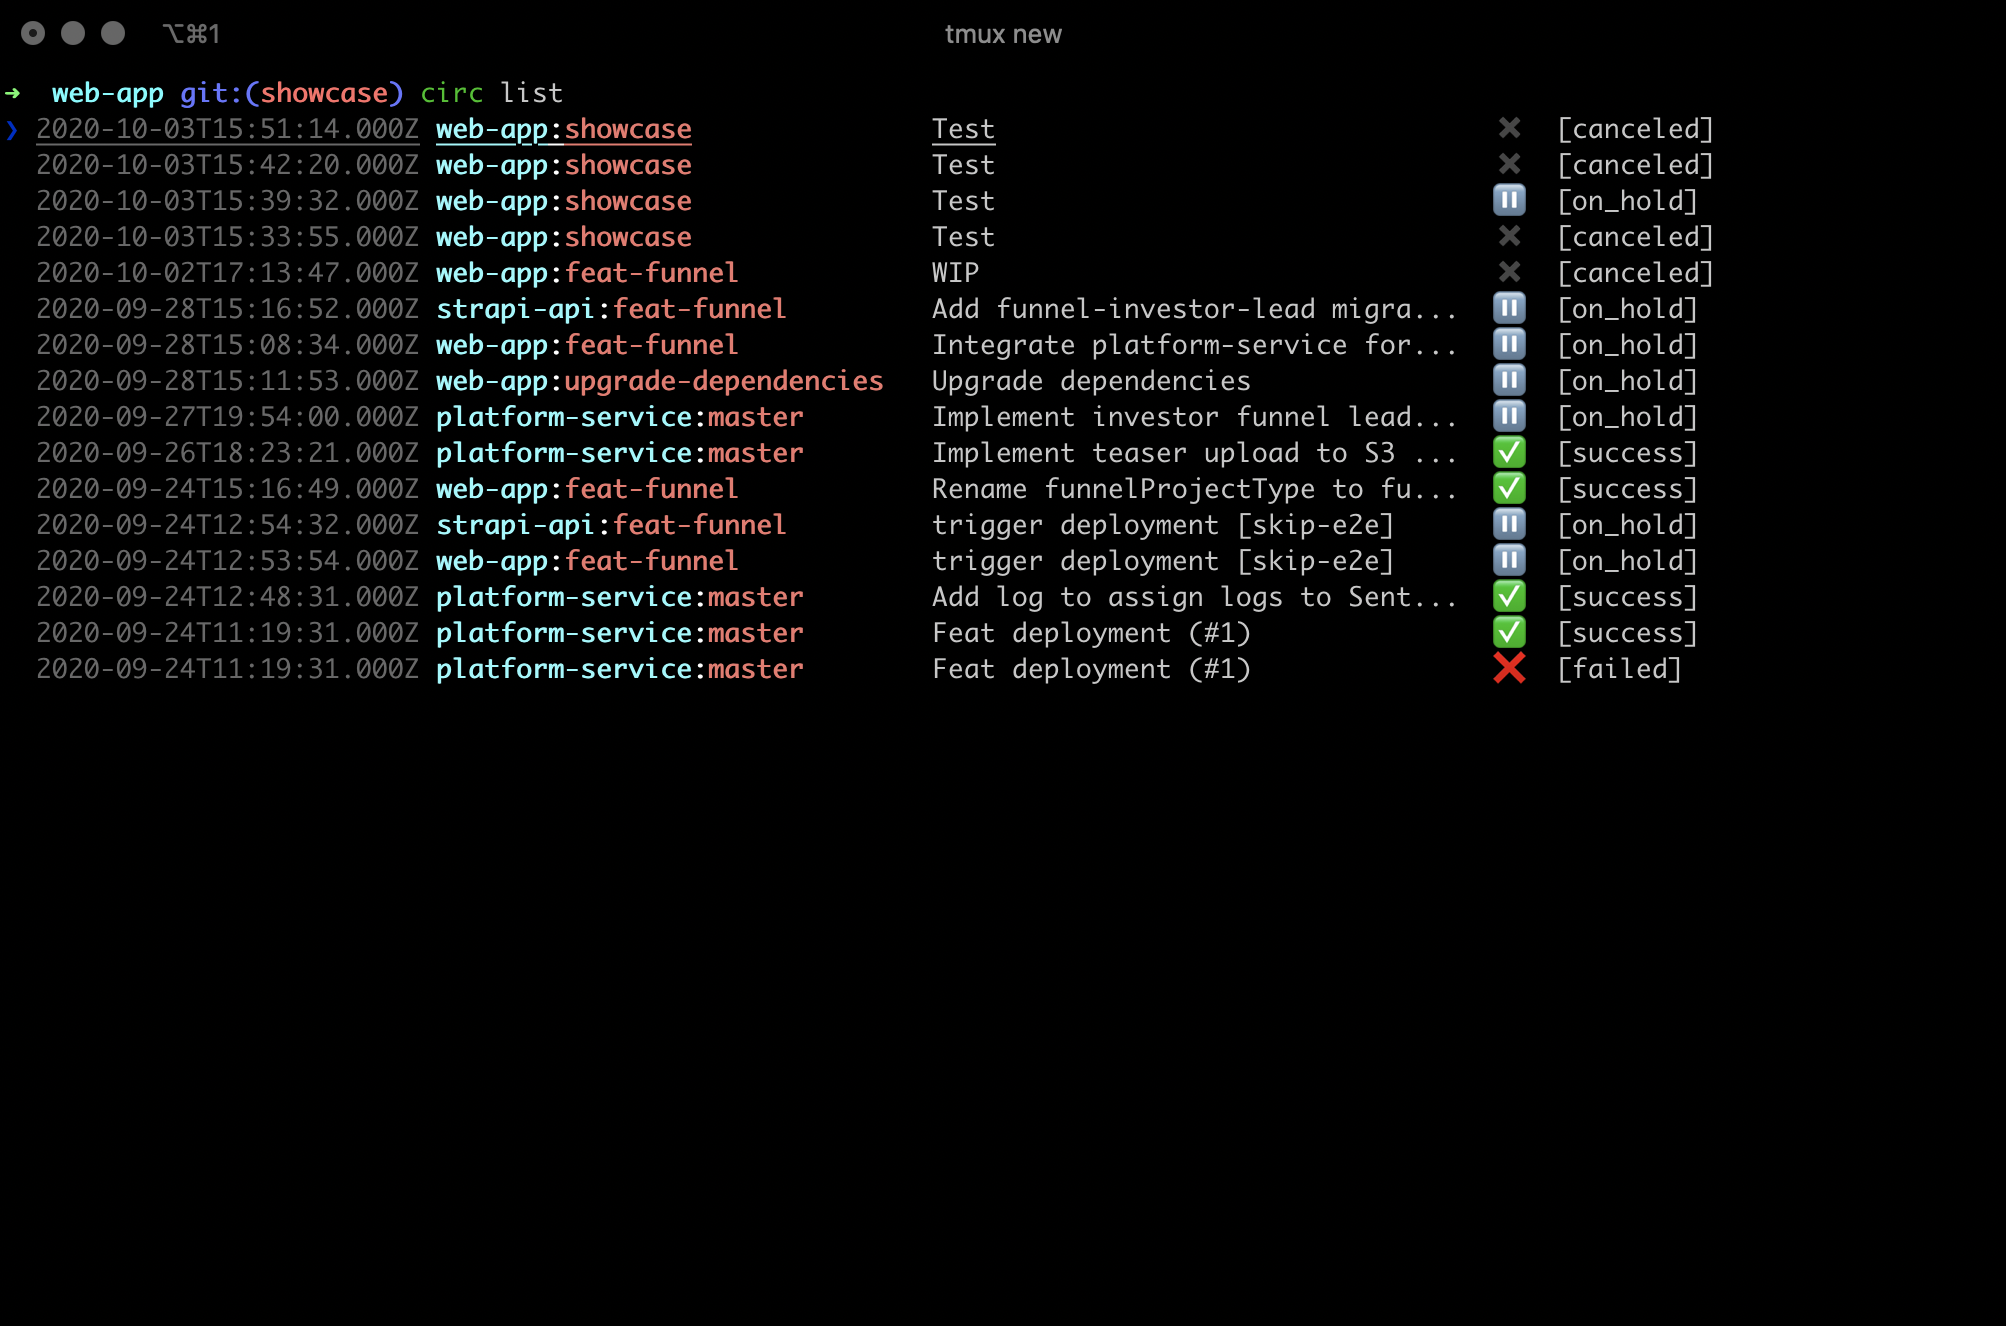 ⌥⌘1 tmux new
➜ web-app git:(showcase) circ list
❯ 2020-10-03T15:51:14.000Z web-app:showcase Test ✖ [canceled]
2020-10-03T15:42:20.000Z web-app:showcase Test ✖ [canceled]
2020-10-03T15:39:32.000Z web-app:showcase Test ⏸ [on_hold]
2020-10-03T15:33:55.000Z web-app:showcase Test ✖ [canceled]
2020-10-02T17:13:47.000Z web-app:feat-funnel WIP ✖ [canceled]
2020-09-28T15:16:52.000Z strapi-api:feat-funnel Add funnel-investor-lead migra... ⏸ [on_hold]
2020-09-28T15:08:34.000Z web-app:feat-funnel Integrate platform-service for... ⏸ [on_hold]
2020-09-28T15:11:53.000Z web-app:upgrade-dependencies Upgrade dependencies ⏸ [on_hold]
2020-09-27T19:54:00.000Z platform-service:master Implement investor funnel lead... ⏸ [on_hold]
2020-09-26T18:23:21.000Z platform-service:master Implement teaser upload to S3 ... ✅ [success]
2020-09-24T15:16:49.000Z web-app:feat-funnel Rename funnelProjectType to fu... ✅ [success]
2020-09-24T12:54:32.000Z strapi-api:feat-funnel trigger deployment [skip-e2e] ⏸ [on_hold]
2020-09-24T12:53:54.000Z web-app:feat-funnel trigger deployment [skip-e2e] ⏸ [on_hold]
2020-09-24T12:48:31.000Z platform-service:master Add log to assign logs to Sent... ✅ [success]
2020-09-24T11:19:31.000Z platform-service:master Feat deployment (#1) ✅ [success]
2020-09-24T11:19:31.000Z platform-service:master Feat deployment (#1) ❌ [failed]